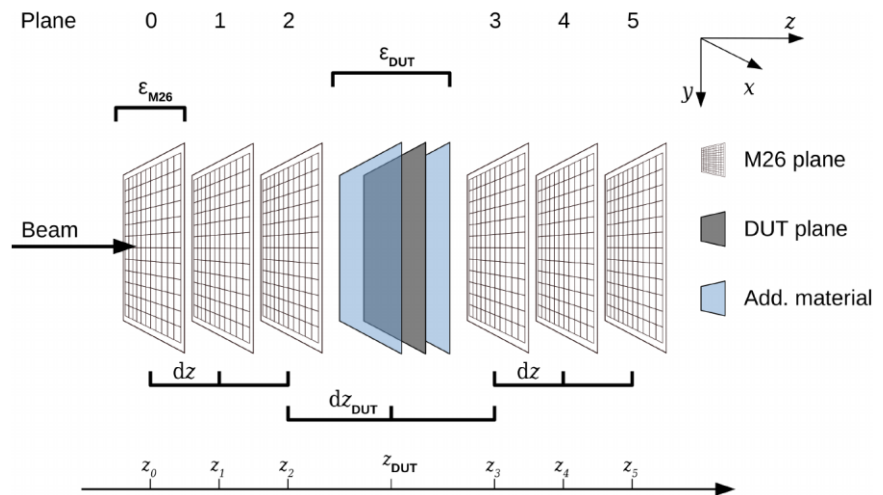 Plane 0 1 2 3 4 5
z
ε_DUT
ε_M26
y x
M26 plane
Beam
DUT plane
Add. material
dz dz
dz_DUT
z_0 z_1 z_2 z_DUT z_3 z_4 z_5